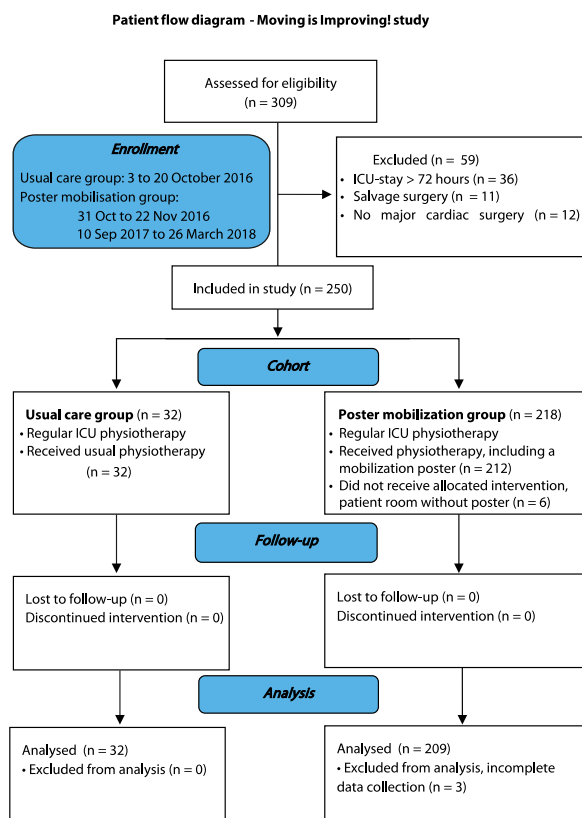 Patient flow diagram - Moving is Improving! study
Assessed for eligibility
(n = 309)
Enrollment
Usual care group: 3 to 20 October 2016
Poster mobilisation group:
31 Oct to 22 Nov 2016
10 Sep 2017 to 26 March 2018
Excluded (n = 59)
• ICU-stay > 72 hours (n = 36)
• Salvage surgery (n = 11)
• No major cardiac surgery (n = 12)
Included in study (n = 250)
Cohort
Usual care group (n = 32)
• Regular ICU physiotherapy
• Received usual physiotherapy
(n = 32)
Poster mobilization group (n = 218)
• Regular ICU physiotherapy
• Received physiotherapy, including a
mobilization poster (n = 212)
• Did not receive allocated intervention,
patient room without poster (n = 6)
Follow-up
Lost to follow-up (n = 0)
Discontinued intervention (n = 0)
Lost to follow-up (n = 0)
Discontinued intervention (n = 0)
Analysis
Analysed (n = 32)
• Excluded from analysis (n = 0)
Analysed (n = 209)
• Excluded from analysis, incomplete
data collection (n = 3)